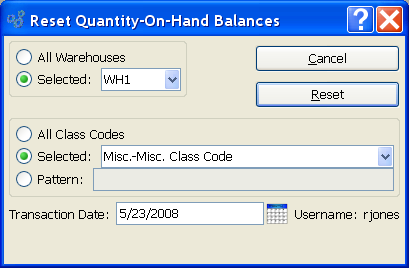 Reset Quantity-On-Hand Balances
All Warehouses
Selected: WH1
Cancel
Reset
All Class Codes
Selected: Misc.-Misc. Class Code
Pattern:
Transaction Date: 5/23/2008 Username: rjones